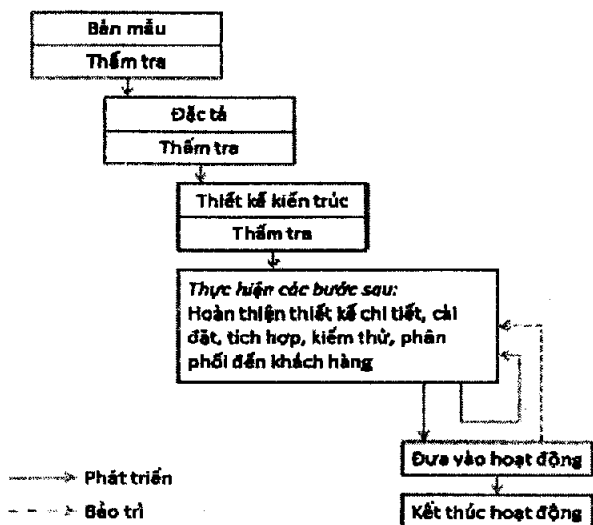 Bản mẫu
Thẩm tra
Đặc tả
Thẩm tra
Thiết kế kiến trúc
Thẩm tra
Thực hiện các bước sau:
Hoàn thiện thiết kế chi tiết, cài
đặt, tích hợp, kiểm thử, phân
phối đến khách hàng
Đưa vào hoạt động
Phát triển
Bảo trì
Kết thúc hoạt động